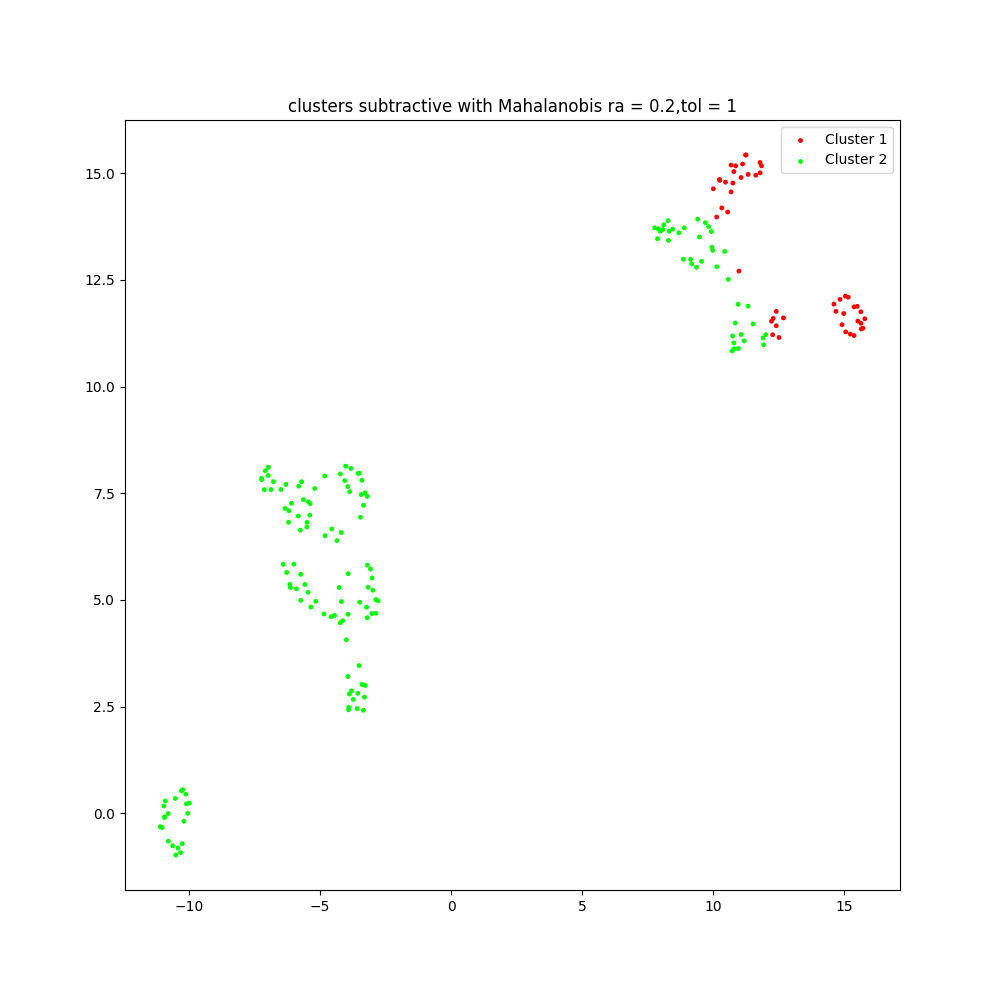 clusters subtractive with Mahalanobis ra = 0.2,tol = 1
Cluster 1
Cluster 2
15.0
12.5
10.0
7.5
5.0
2.5
0.0
−10 −5 0 5 10 15